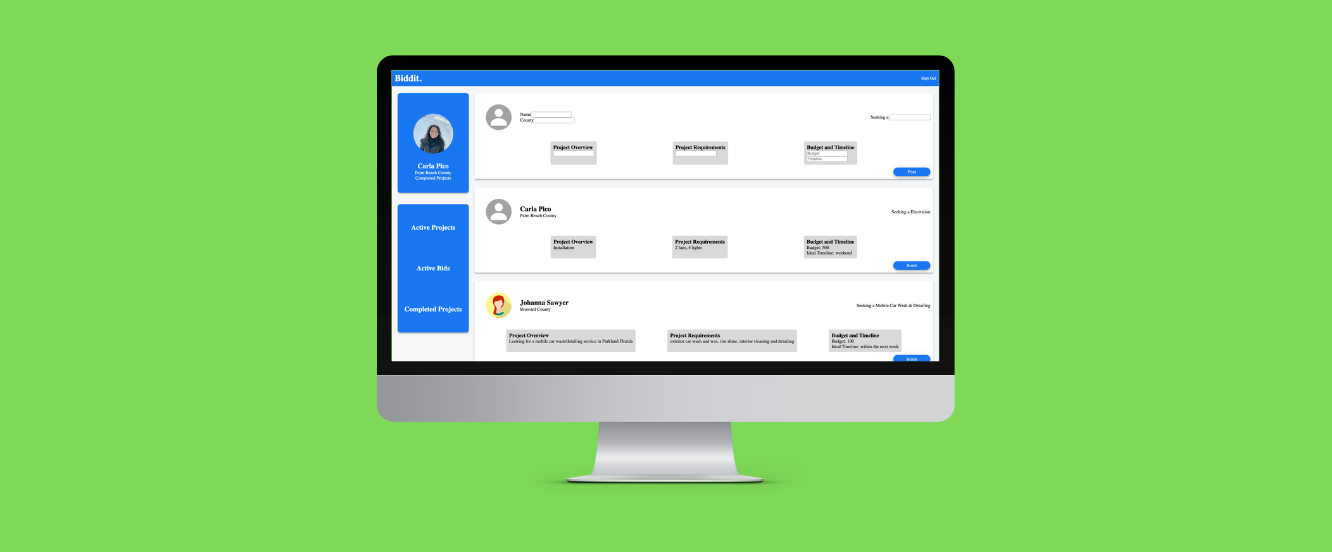 Biddit.
Sign Out
Carla Pico
Palm Beach County
Completed Projects
Active Projects
Active Bids
Completed Projects
Name
County
Seeking a:
Project Overview
Project Requirements
Budget and Timeline
Budget
Timeline
Post
Carla Pico
Palm Beach County
Seeking a Electrician
Project Overview
Installation
Project Requirements
2 fans, 4 lights
Budget and Timeline
Budget: 500
Ideal Timeline: weekend
Johanna Sawyer
Broward County
Seeking a Mobile Car Wash & Detailing
Project Overview
Looking for a mobile car wash/detailing service in Parkland Florida
Project Requirements
exterior car wash and wax, tire shine, interior cleaning and detailing
Budget and Timeline
Budget: 100
Ideal Timeline: within the next week.